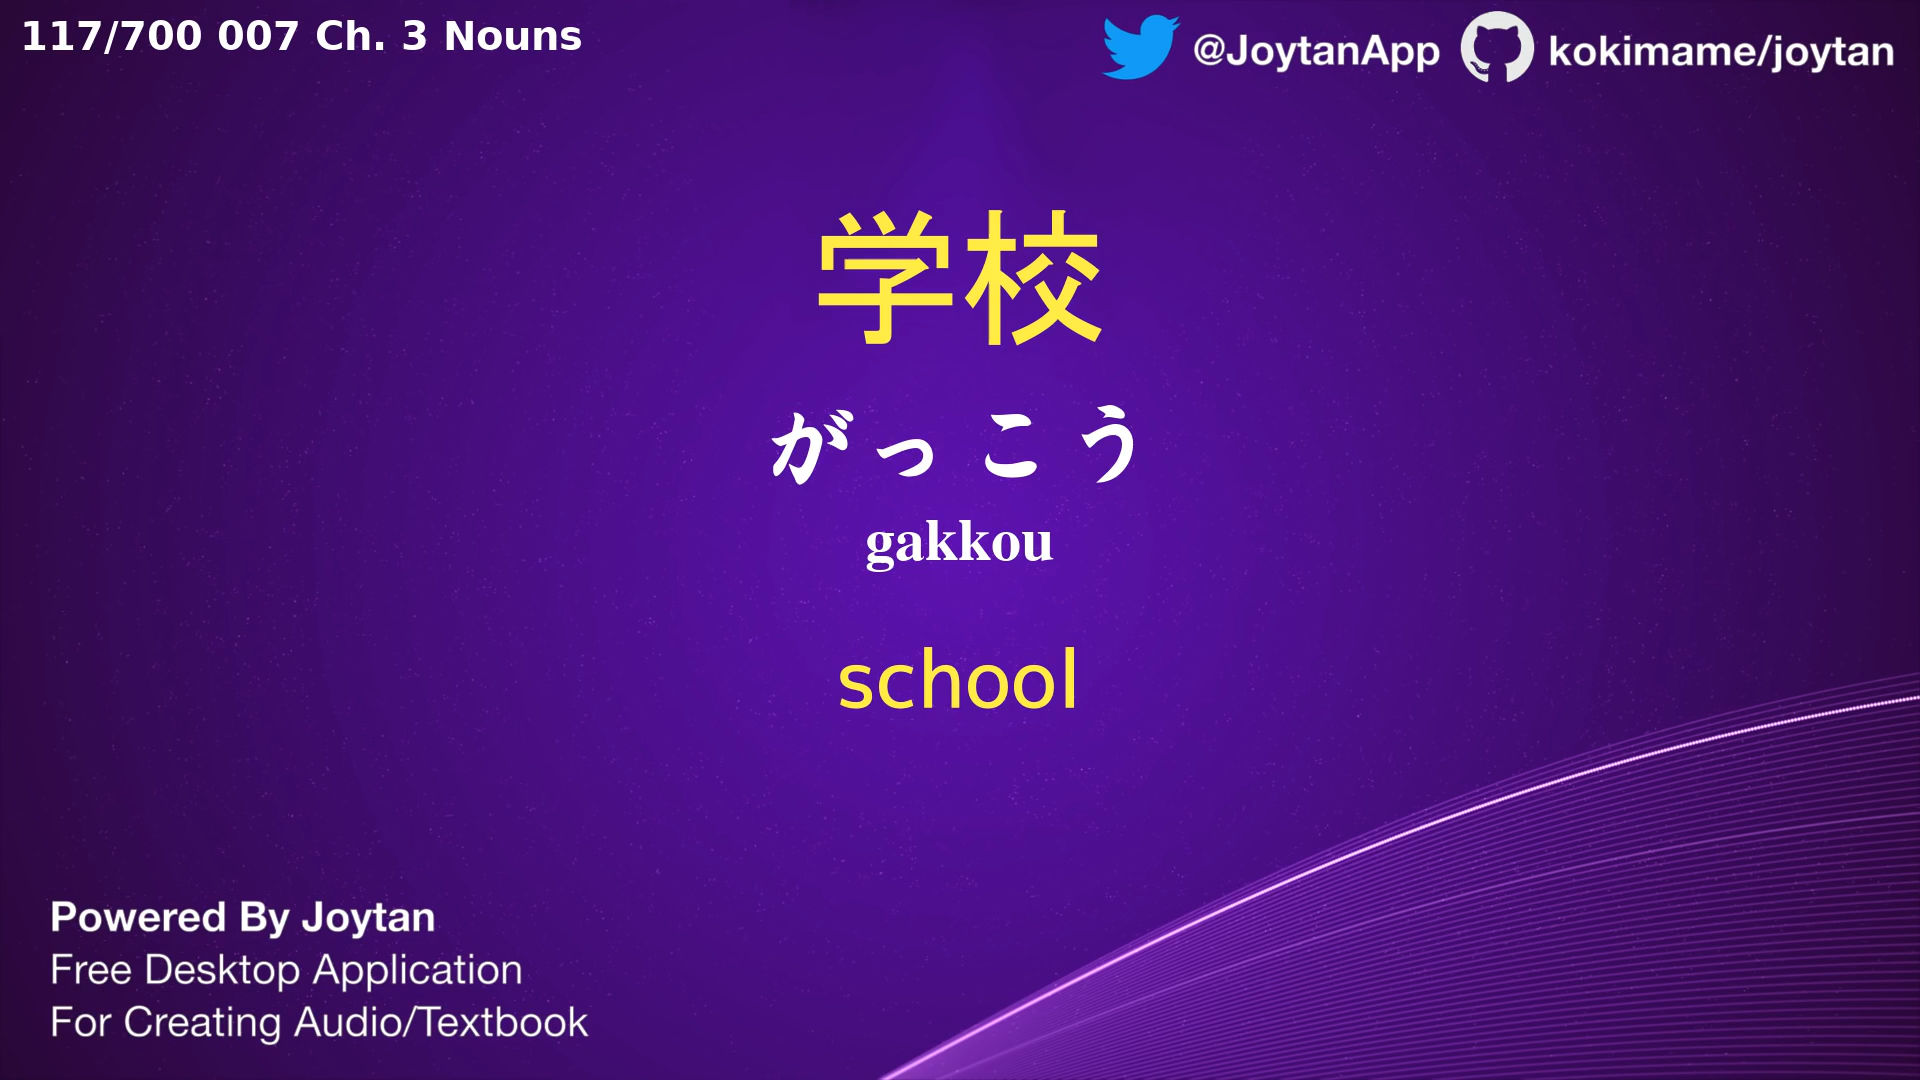 117/700 007 Ch. 3 Nouns
@JoytanApp
kokimame/joytan
学校
がっこう
gakkou
school
Powered By Joytan
Free Desktop Application
For Creating Audio/Textbook